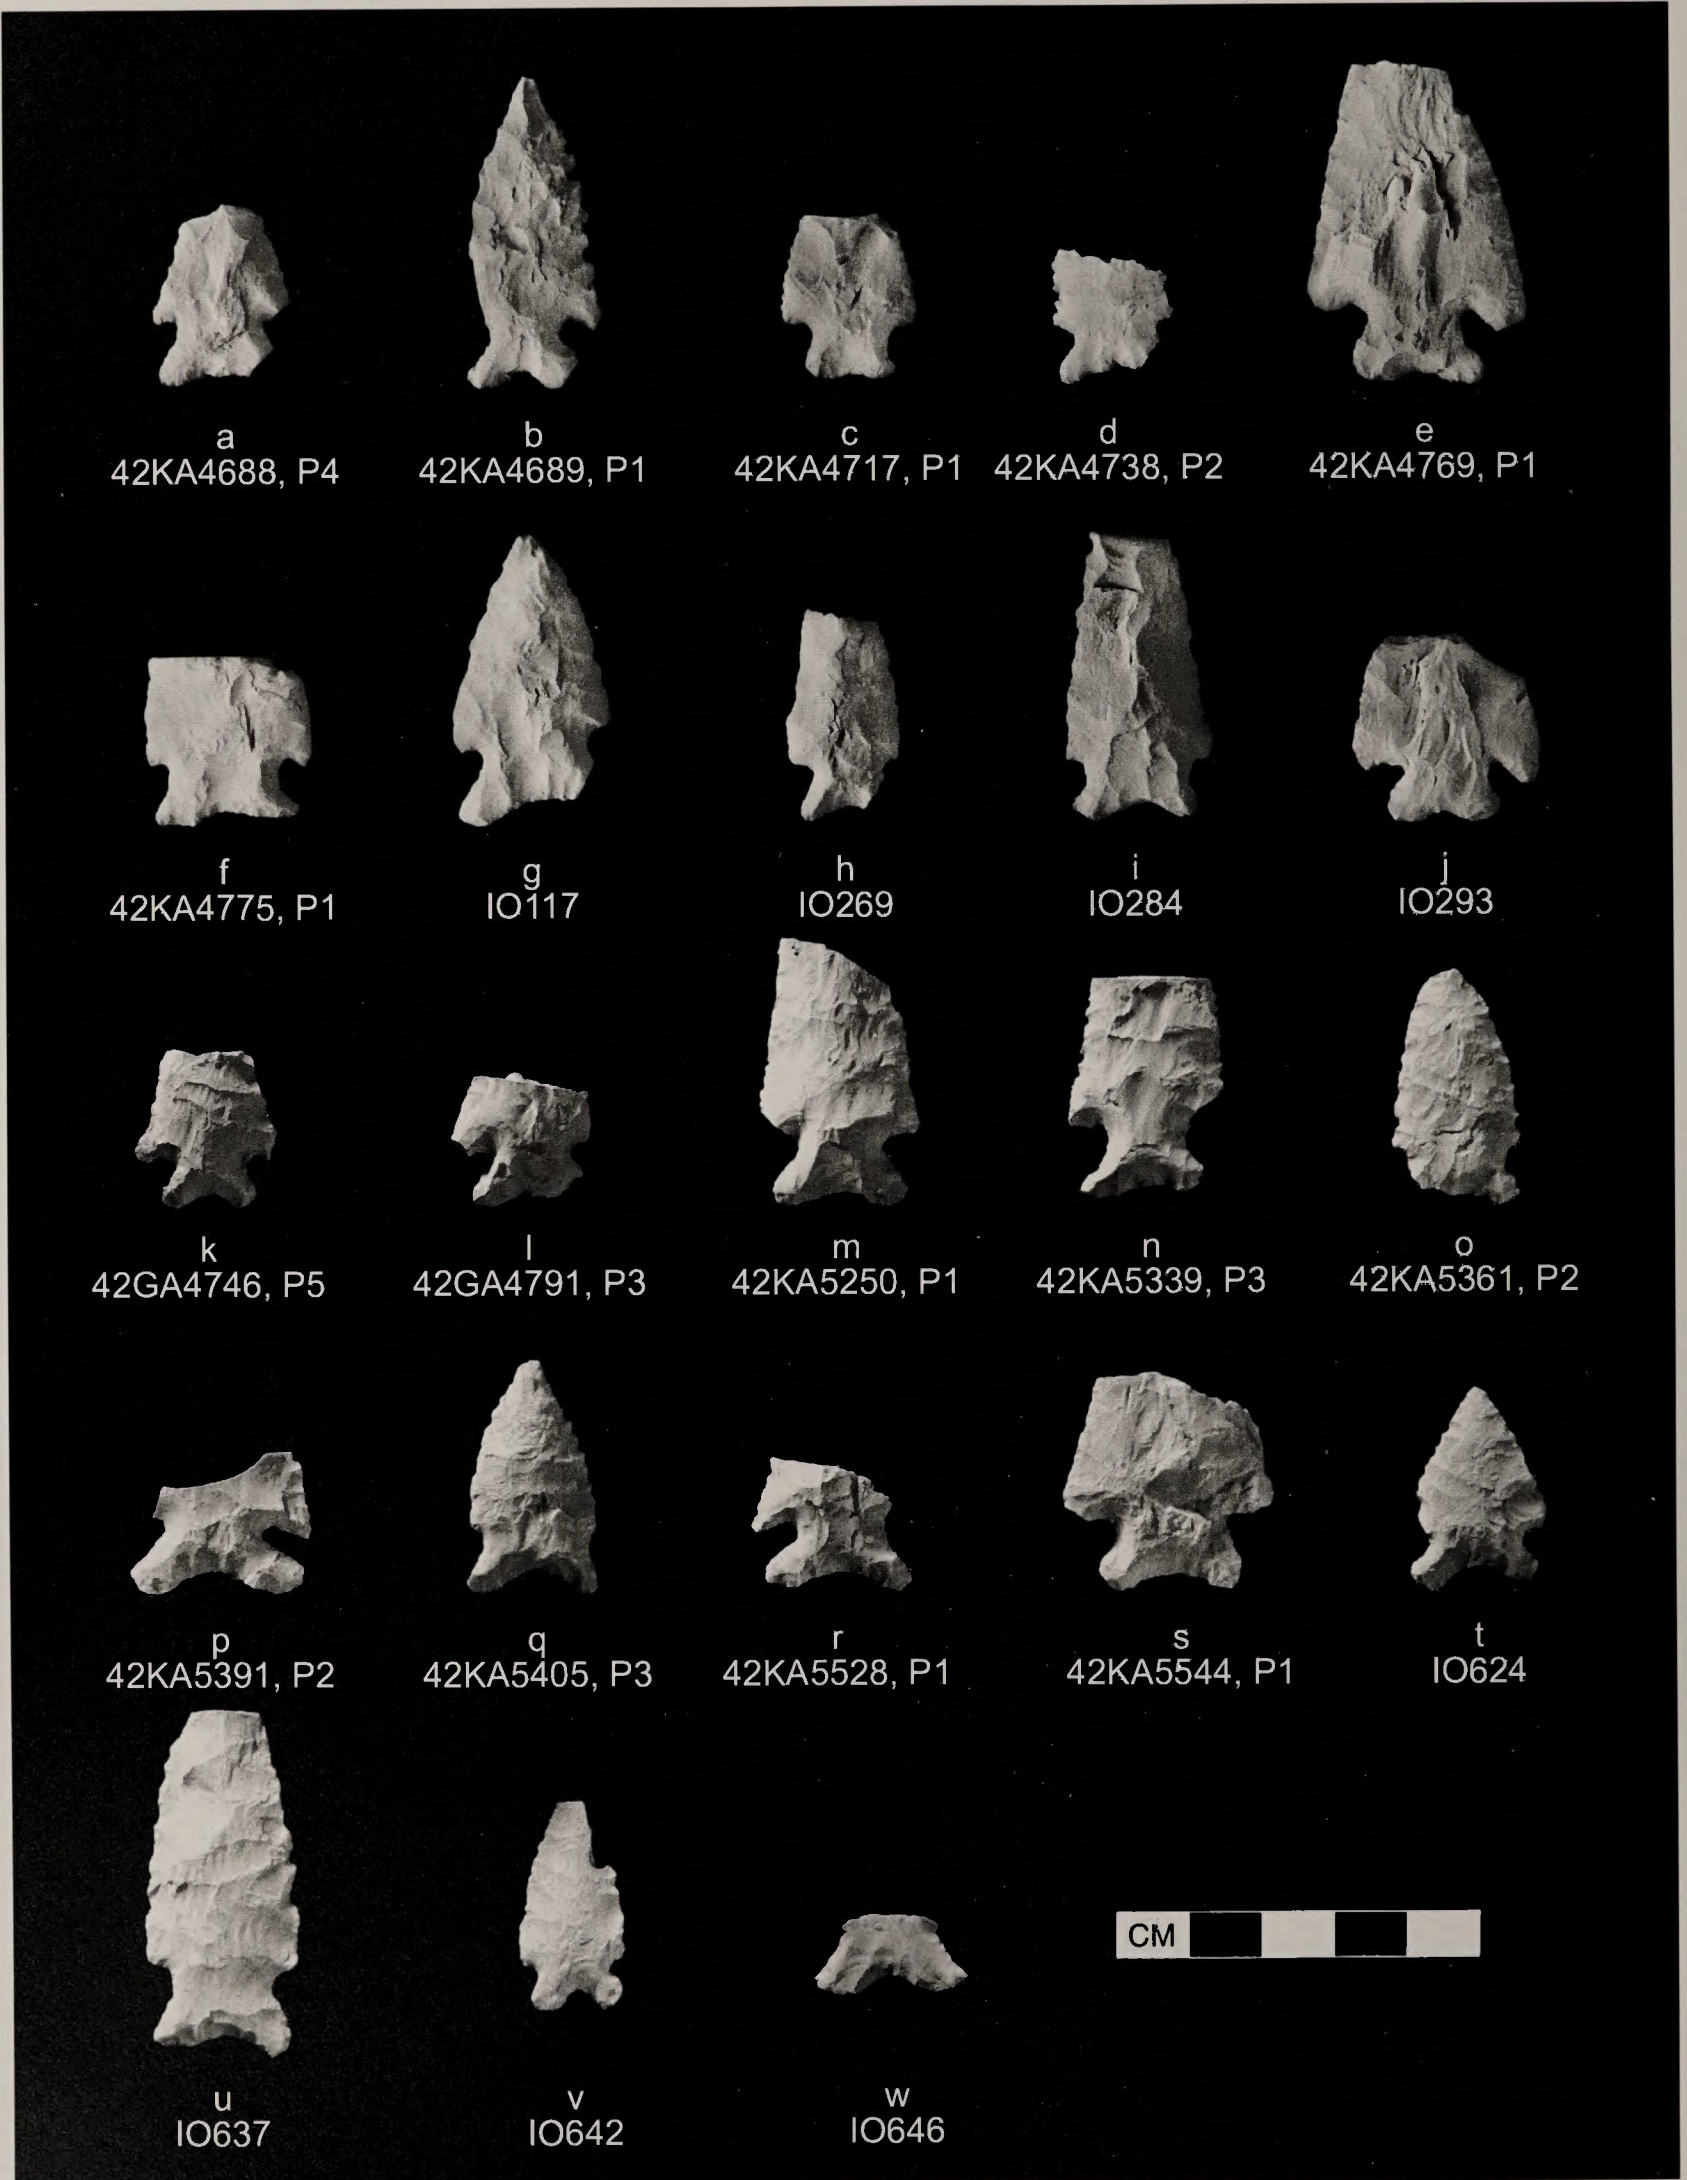 a
42KA4688, P4
b
42KA4689, P1
c
42KA4717, P1
d
42KA4738, P2
e
42KA4769, P1
f
42KA4775, P1
g
IO117
h
IO269
i
IO284
j
IO293
k
42GA4746, P5
l
42GA4791, P3
m
42KA5250, P1
n
42KA5339, P3
o
42KA5361, P2
p
42KA5391, P2
q
42KA5405, P3
r
42KA5528, P1
s
42KA5544, P1
t
IO624
CM
u
IO637
v
IO642
w
IO646